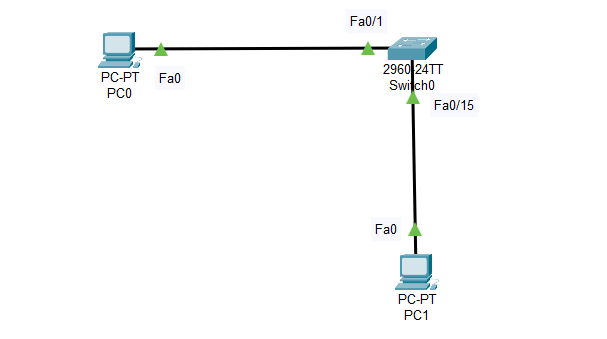 Fa0/1
PC-PT
PC0
Fa0
2960-24TT
Switch0
Fa0/15
Fa0
PC-PT
PC1